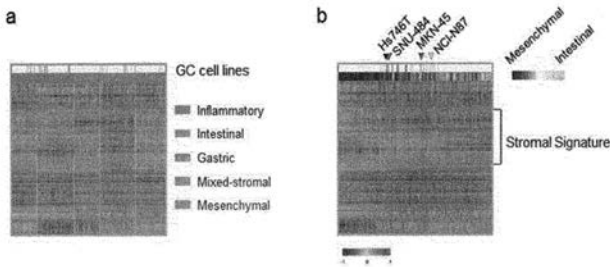 a
GC cell lines
Inflammatory
Intestinal
Gastric
Mixed-stromal
Mesenchymal
b
Hs746T
SNU-484
MKN-45
NCI-N87
Mesenchymal
Intestinal
Stromal Signature